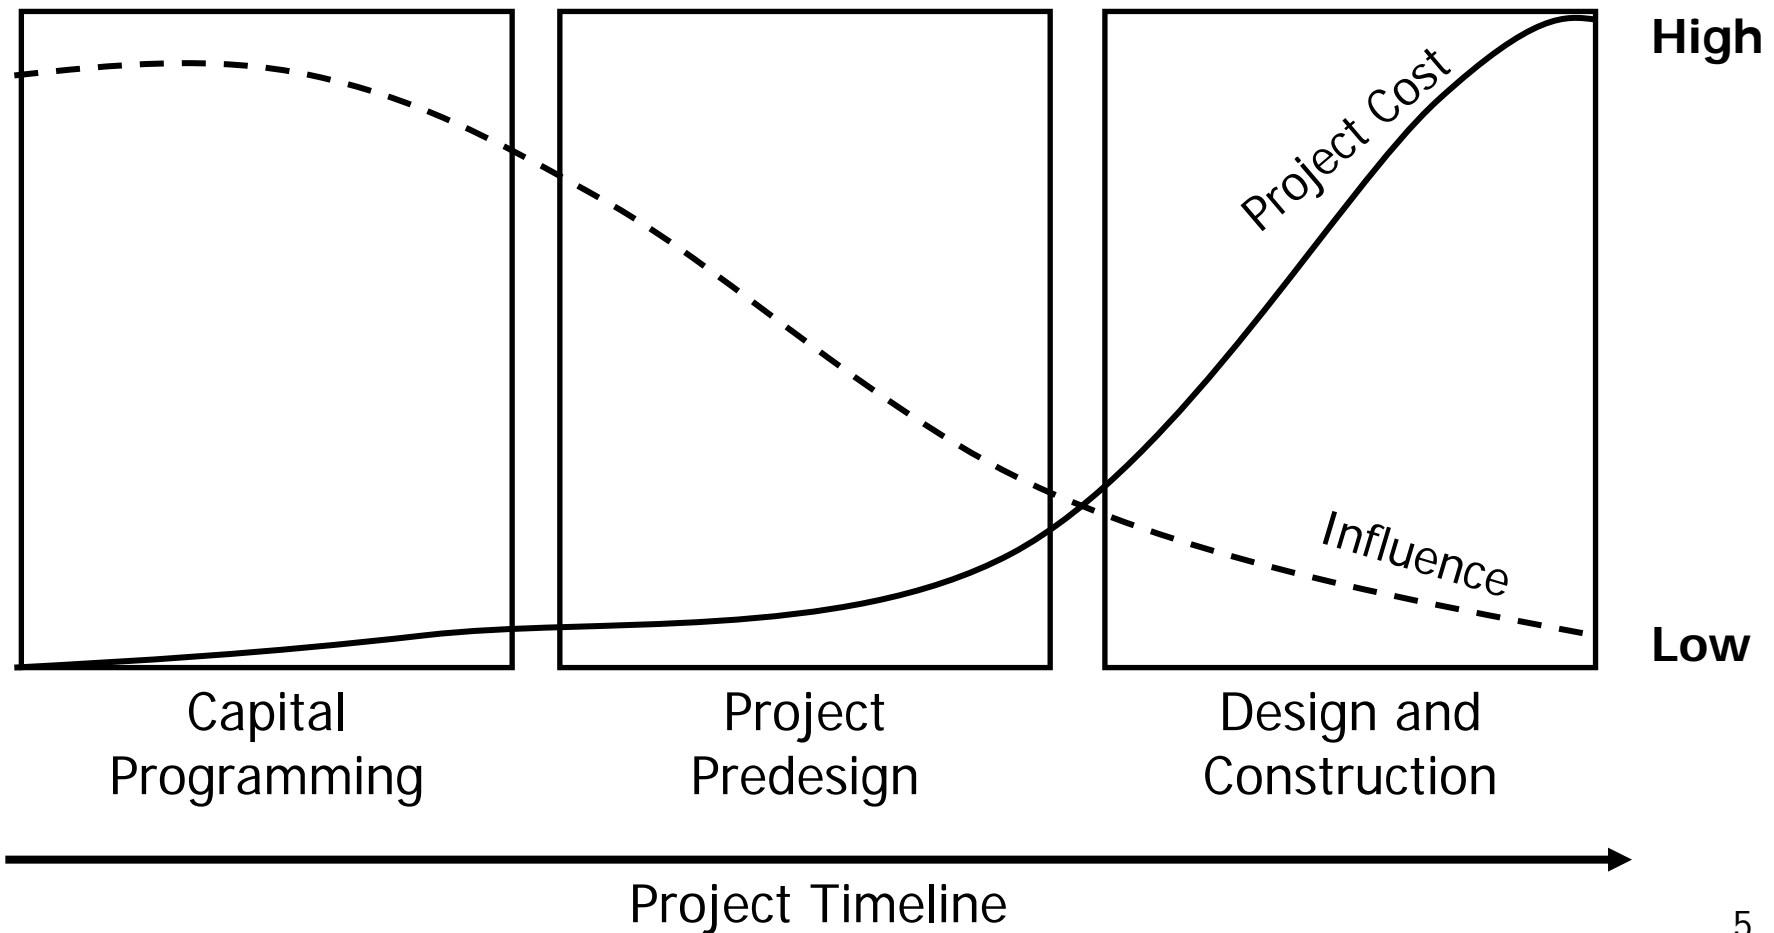 High
Project Cost
Influence
Low
Capital
Programming
Project
Predesign
Design and
Construction
Project Timeline
5